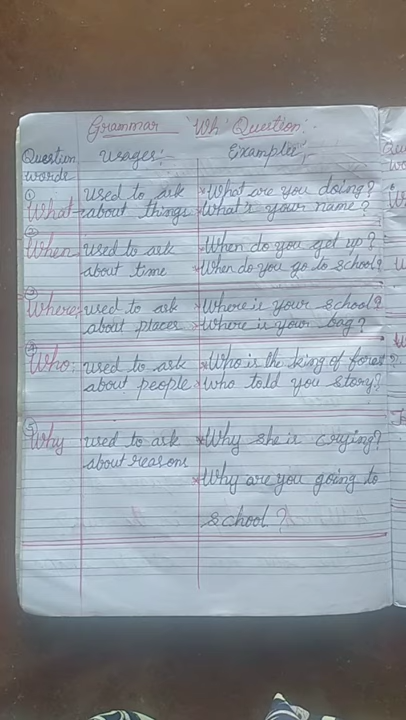 Grammar 'Wh' Question:
Question words usages:- Examples:
① What used to ask about things * What are you doing?
* What's your name?
② When used to ask about time When do you get up?
* When do you go to school?
③ Where used to ask about places * Where is your school?
* Where is your bag?
④ Who: used to ask about people * Who is the king of forest?
* who told you story?
⑤ Why used to ask about reasons * Why she is crying?
* Why are you going to
school?